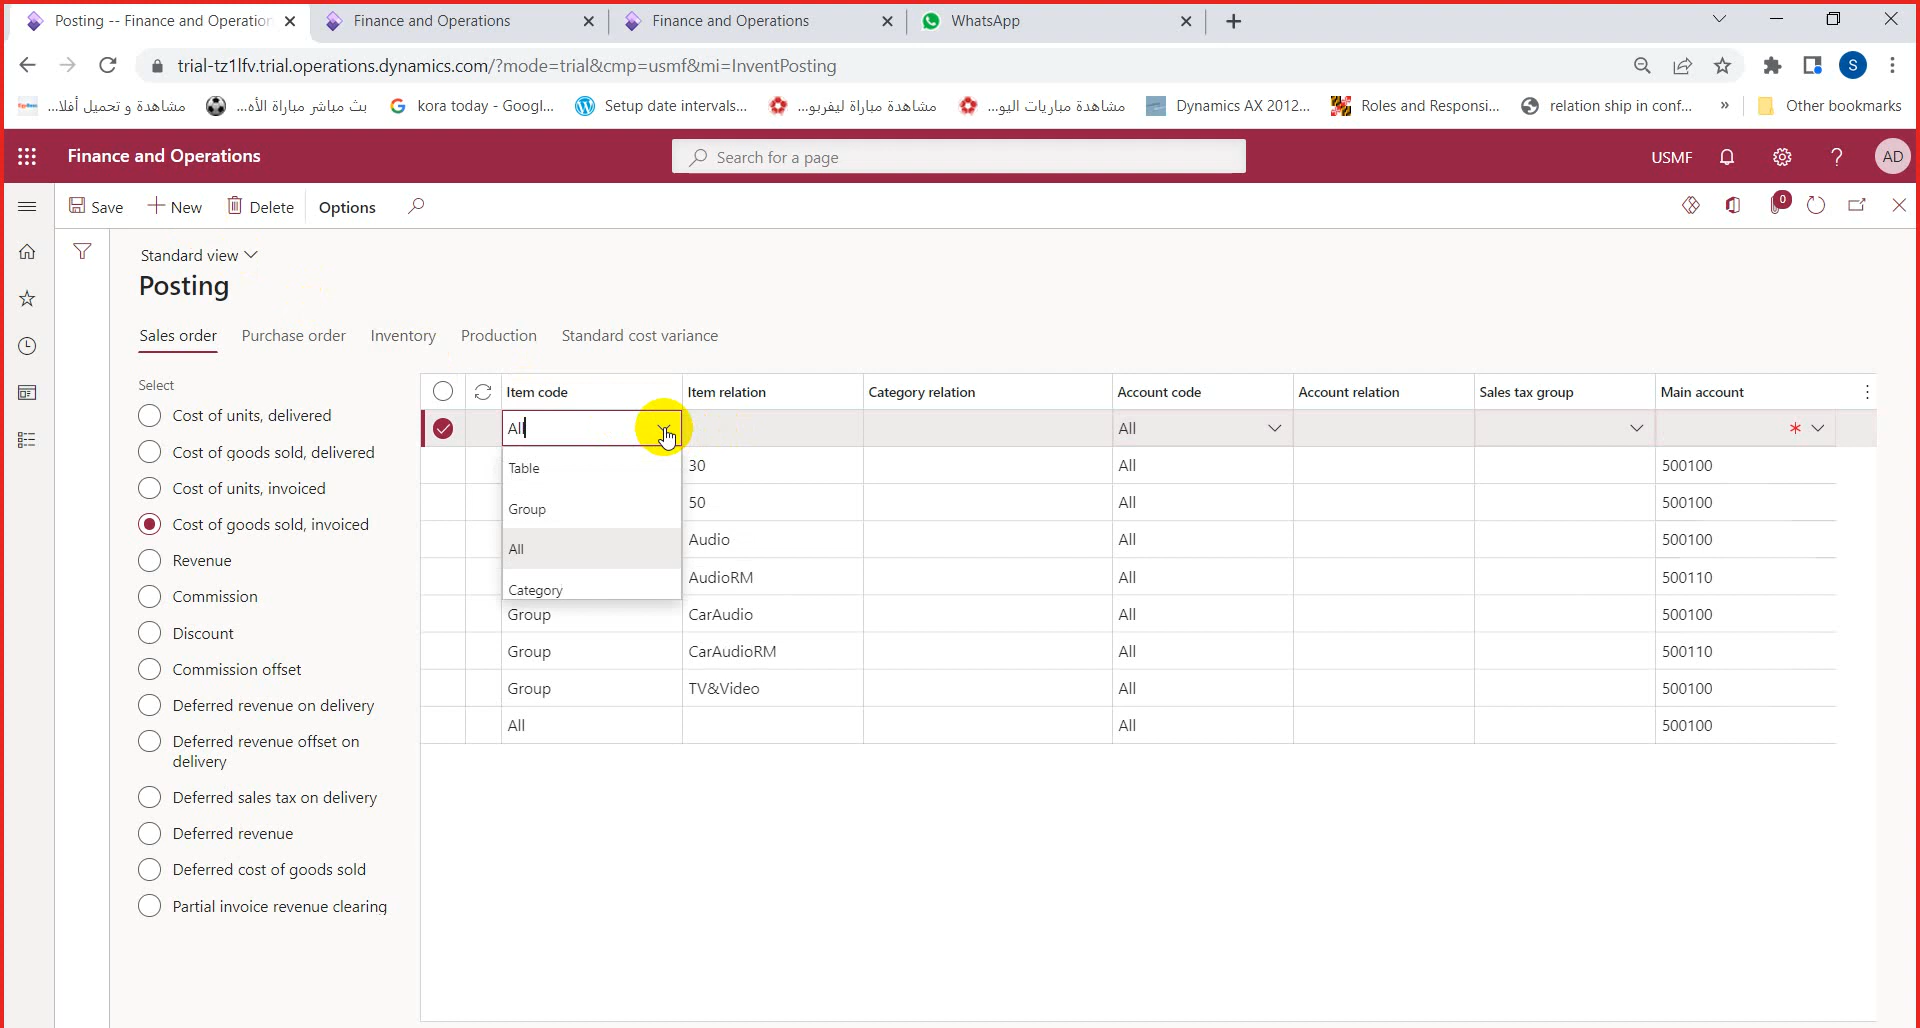 Posting -- Finance and Operation
Finance and Operations
Finance and Operations
WhatsApp
trial-tz1lfv.trial.operations.dynamics.com/?mode=trial&cmp=usmf&mi=InventPosting
S
مشاهدة و تحميل أفلا...
بث مباشر مباراة الأه...
kora today - Googl...
Setup date intervals...
مشاهدة مباراة ليفربو...
مشاهدة مباريات اليو...
Dynamics AX 2012...
Roles and Responsi...
relation ship in conf...
»
Other bookmarks
Finance and Operations
Search for a page
USMF
?
AD
Save
New
Delete
Options
0
Standard view
Posting
Sales order
Purchase order
Inventory
Production
Standard cost variance
Select
Cost of units, delivered
Cost of goods sold, delivered
Cost of units, invoiced
Cost of goods sold, invoiced
Revenue
Commission
Discount
Commission offset
Deferred revenue on delivery
Deferred revenue offset on
delivery
Deferred sales tax on delivery
Deferred revenue
Deferred cost of goods sold
Partial invoice revenue clearing
Item code Item relation Category relation Account code Account relation Sales tax group Main account
All All *
Table
Group
All
Category
30 All 500100
50 All 500100
Audio All 500100
AudioRM All 500110
Group CarAudio All 500100
Group CarAudioRM All 500110
Group TV&Video All 500100
All All 500100